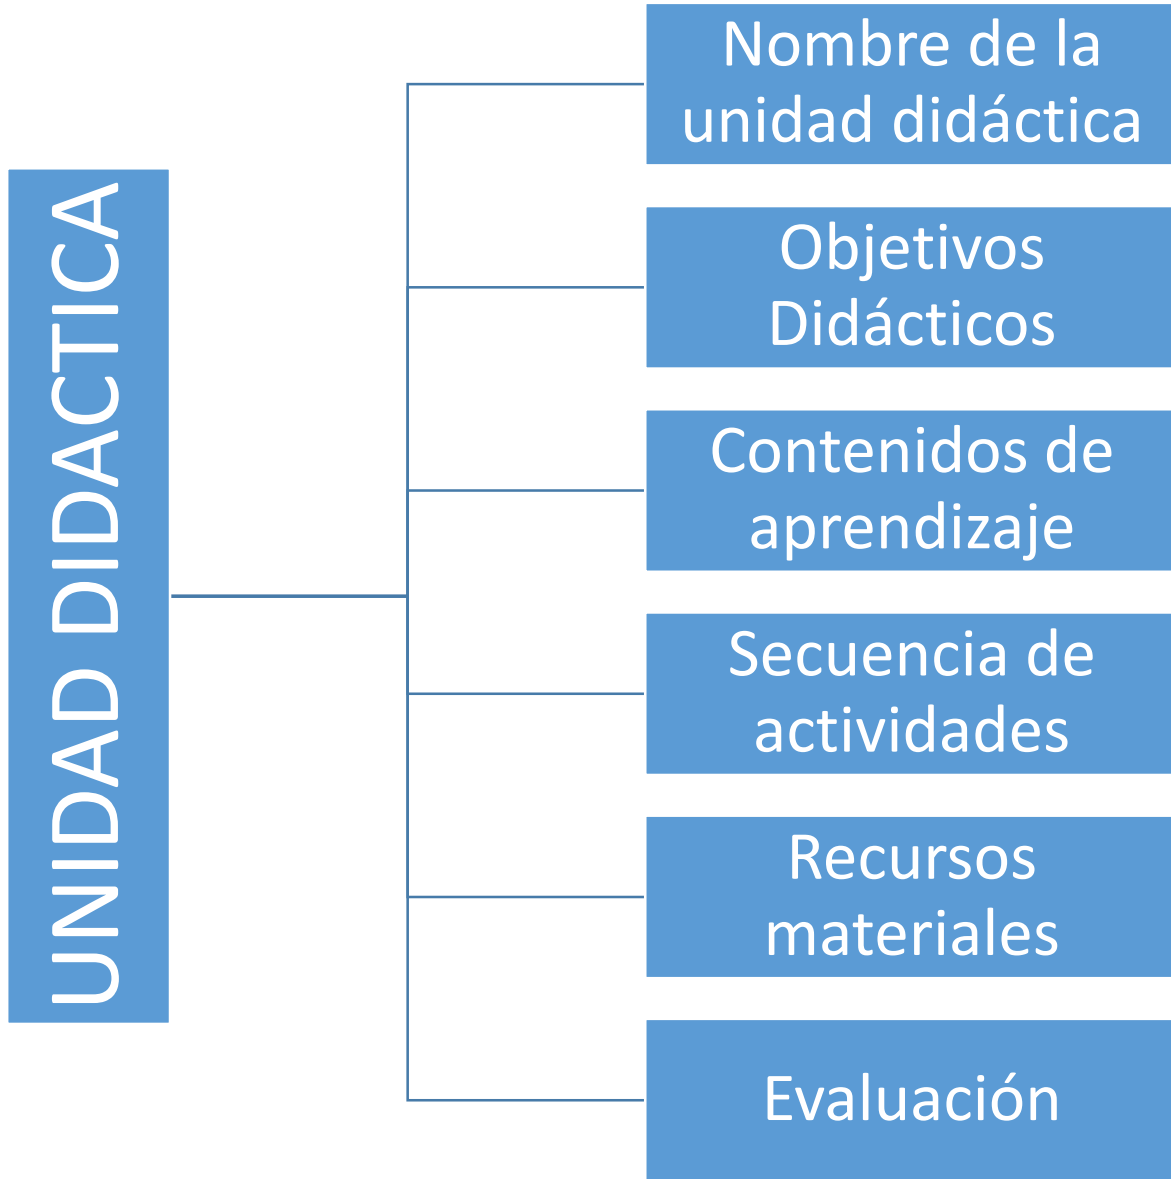 UNIDAD DIDACTICA
Nombre de la
unidad didáctica
Objetivos
Didácticos
Contenidos de
aprendizaje
Secuencia de
actividades
Recursos
materiales
Evaluación